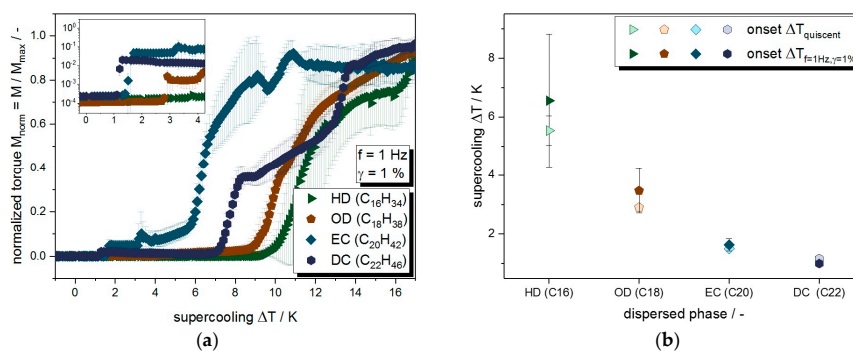 (a)
10⁰
10⁻¹
10⁻²
10⁻³
10⁻⁴
0 1 2 3 4
normalized torque M_norm = M / M_max / -
1.0
0.8
0.6
0.4
0.2
0.0
f = 1 Hz
γ = 1 %
HD (C₁₆H₃₄)
OD (C₁₈H₃₈)
EC (C₂₀H₄₂)
DC (C₂₂H₄₆)
0 2 4 6 8 10 12 14 16
supercooling ΔT / K
(b)
onset ΔT_quiscent
onset ΔT_f=1Hz,γ=1%
supercooling ΔT / K
8
6
4
2
HD (C16) OD (C18) EC (C20) DC (C22)
dispersed phase / -